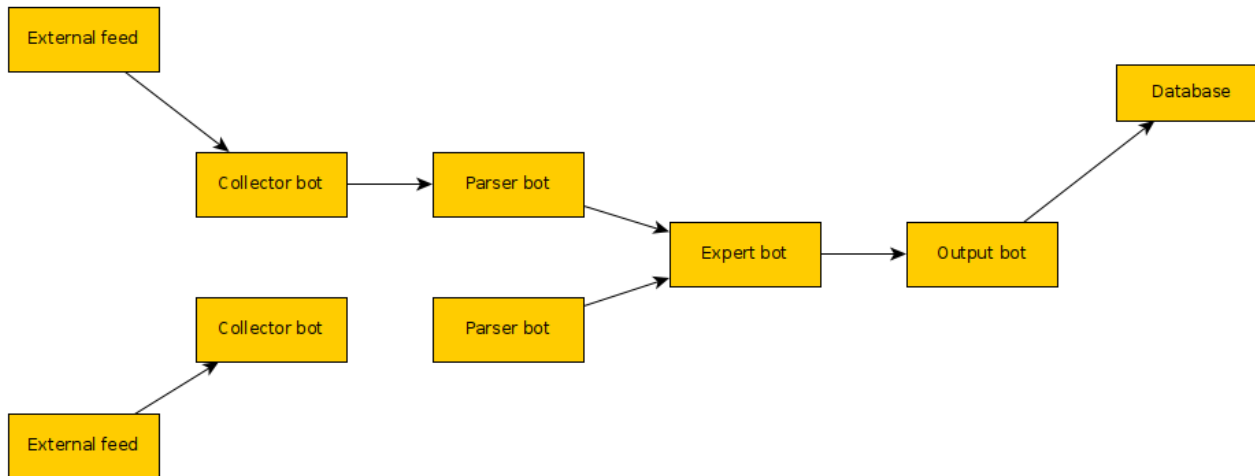 External feed
Database
Collector bot
Parser bot
Expert bot
Output bot
Collector bot
Parser bot
External feed